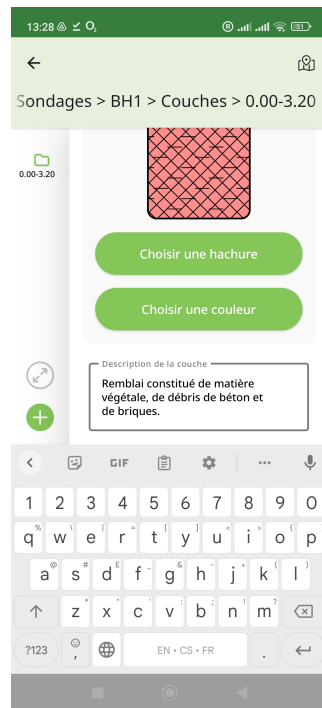 13:28
Sondages > BH1 > Couches > 0.00-3.20
0.00-3.20
Choisir une hachure
Choisir une couleur
Description de la couche
Remblai constitué de matière
végétale, de débris de béton et
de briques.
GIF
1 2 3 4 5 6 7 8 9 0
q w e r t y u i o p
a s d f g h j k l
z x c v b n m
?123 , EN • CS • FR .